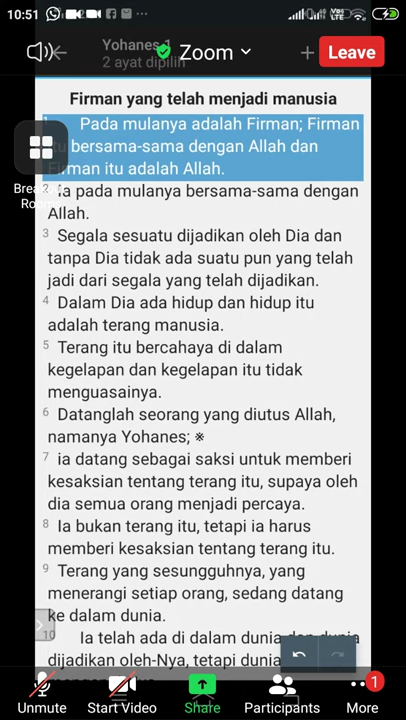 10:51
VoLTE
Yohanes 1
2 ayat dipilih
Zoom
Leave
Firman yang telah menjadi manusia
Pada mulanya adalah Firman; Firman
itu bersama-sama dengan Allah dan
Firman itu adalah Allah.
2 Ia pada mulanya bersama-sama dengan
Allah.
3 Segala sesuatu dijadikan oleh Dia dan
tanpa Dia tidak ada suatu pun yang telah
jadi dari segala yang telah dijadikan.
4 Dalam Dia ada hidup dan hidup itu
adalah terang manusia.
5 Terang itu bercahaya di dalam
kegelapan dan kegelapan itu tidak
menguasainya.
6 Datanglah seorang yang diutus Allah,
namanya Yohanes; ※
7 ia datang sebagai saksi untuk memberi
kesaksian tentang terang itu, supaya oleh
dia semua orang menjadi percaya.
8 Ia bukan terang itu, tetapi ia harus
memberi kesaksian tentang terang itu.
9 Terang yang sesungguhnya, yang
menerangi setiap orang, sedang datang
ke dalam dunia.
10 Ia telah ada di dalam dunia dan dunia
dijadikan oleh-Nya, tetapi dunia
Unmute
Start Video
Share
Participants
More
1